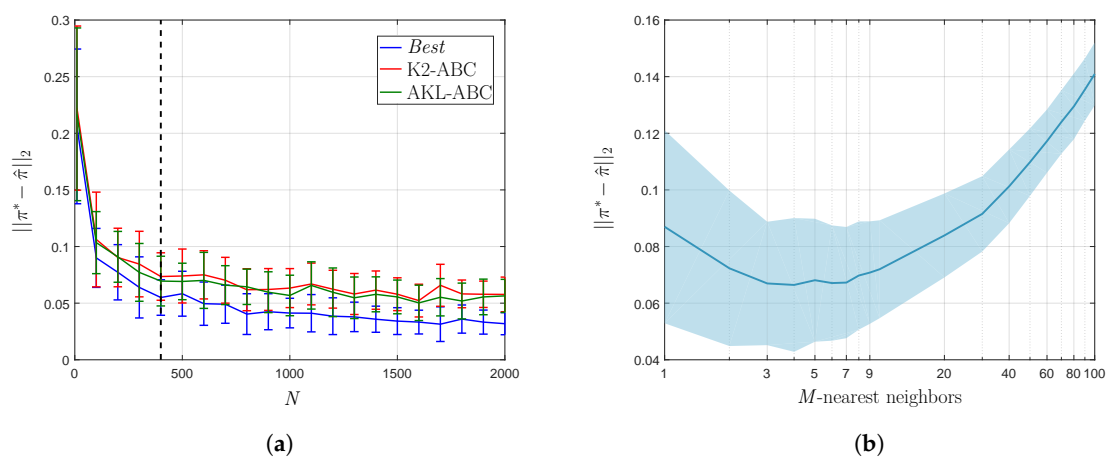 0.3
0.25
0.2
0.15
0.1
0.05
0
||π* − π̂||₂
Best
K2-ABC
AKL-ABC
0 500 1000 1500 2000
N
(a)
0.16
0.14
0.12
0.1
0.08
0.06
0.04
||π* − π̂||₂
1 3 5 7 9 20 40 60 80 100
M-nearest neighbors
(b)